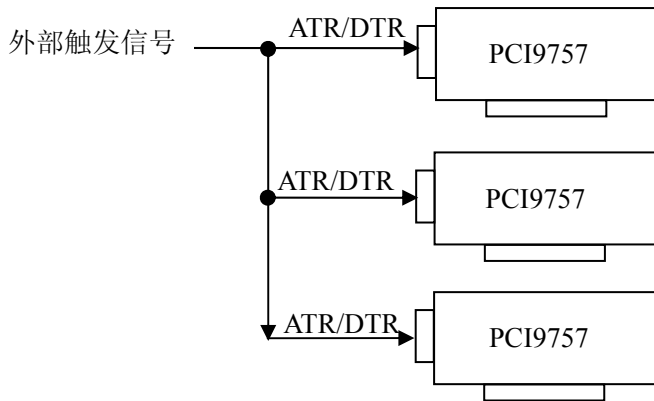 外部触发信号
ATR/DTR
PCI9757
ATR/DTR
PCI9757
ATR/DTR
PCI9757